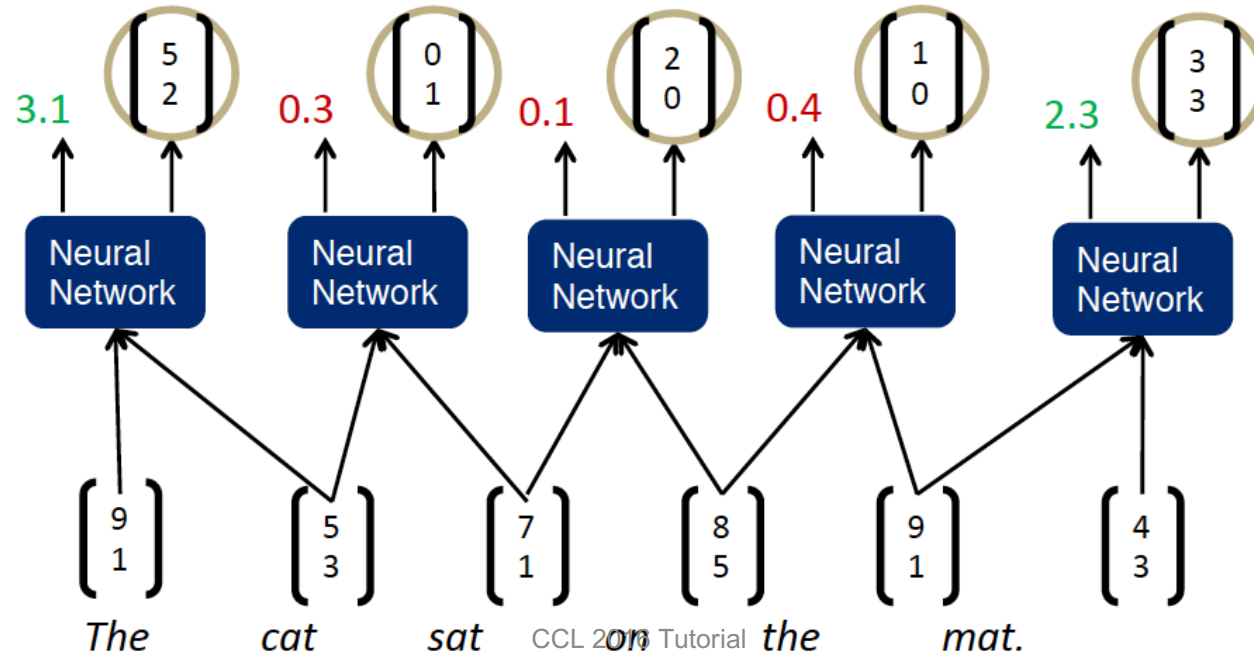 5 0 2 1 3
2 1 0 0 3
3.1 0.3 0.1 0.4 2.3
Neural Neural Neural Neural Neural
Network Network Network Network Network
9 5 7 8 9 4
1 3 1 5 1 3
The cat sat on the mat.
CCL 2016 Tutorial